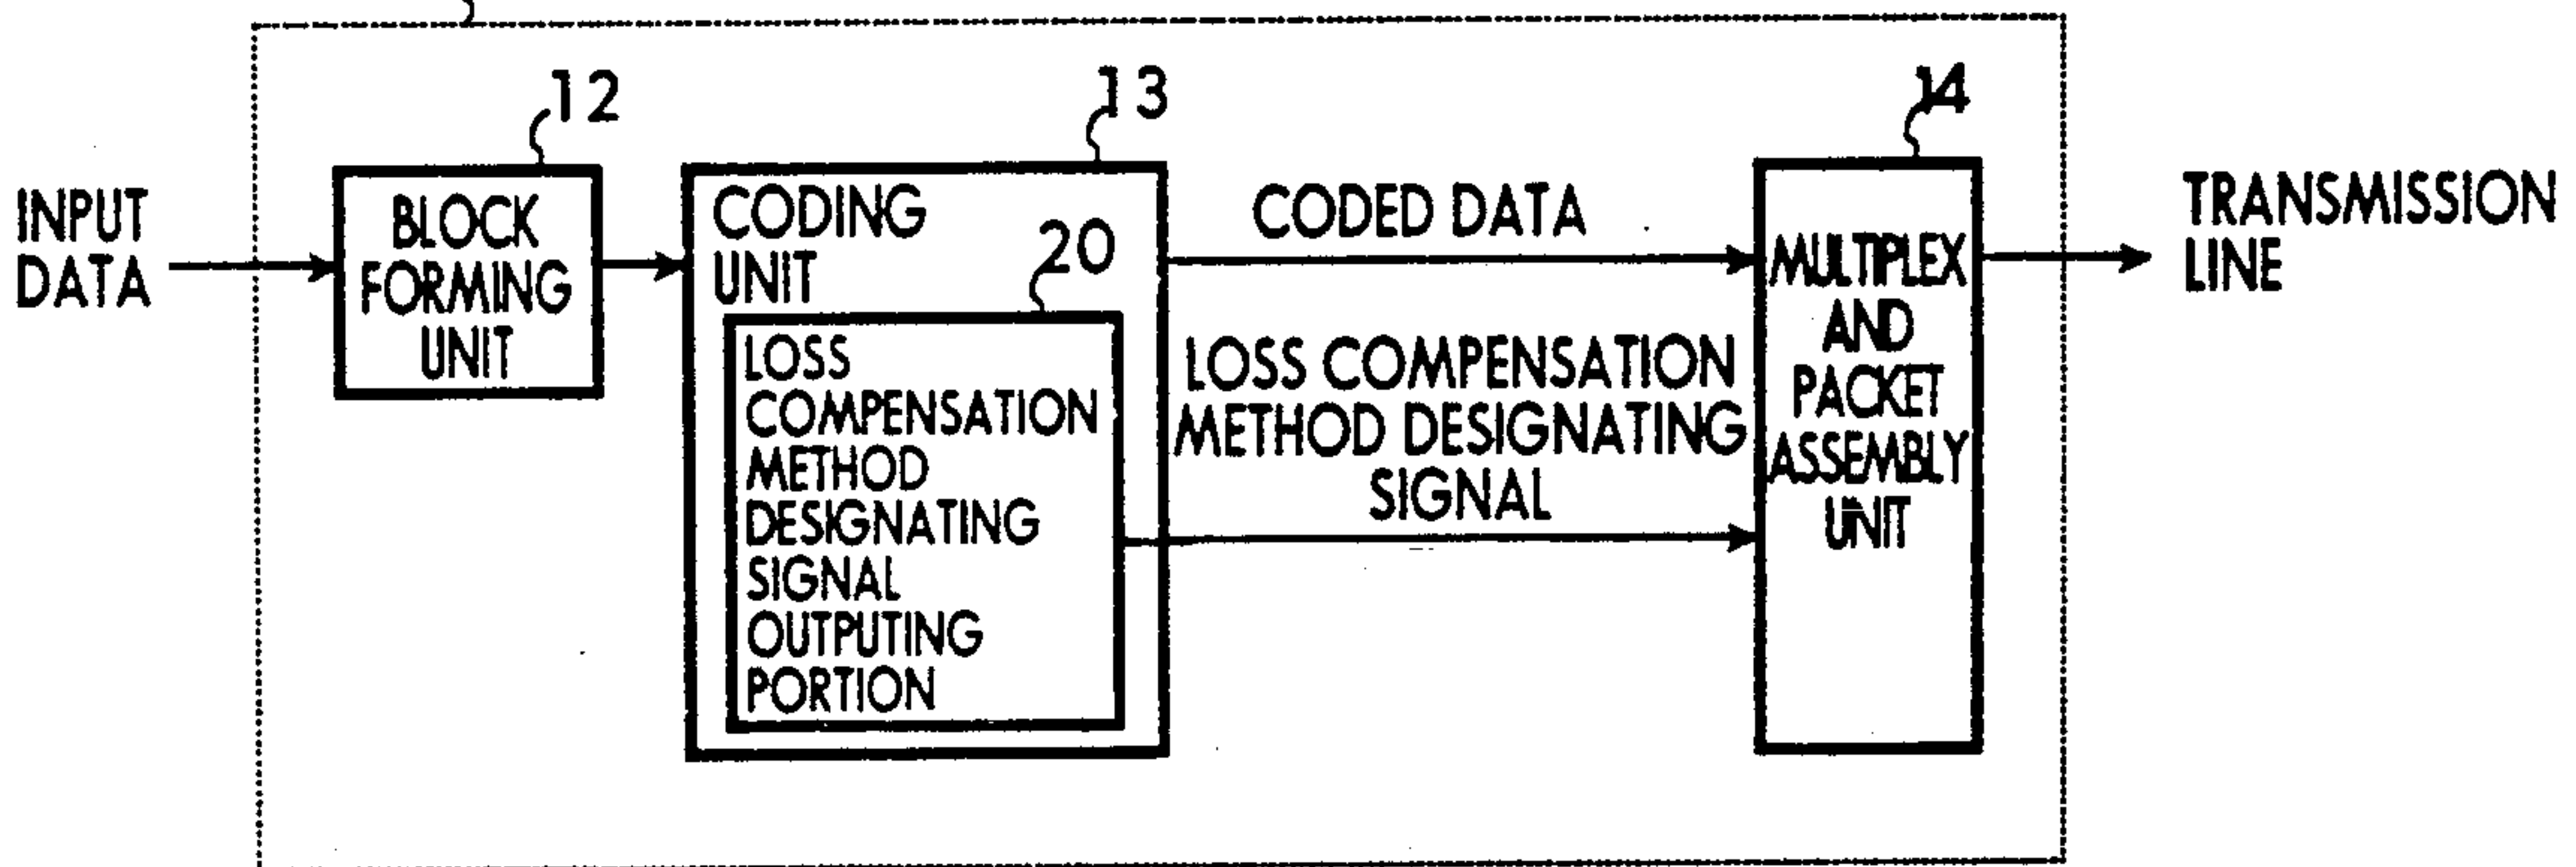 12
13
14
INPUT
DATA
BLOCK
FORMING
UNIT
CODING
UNIT
20
LOSS
COMPENSATION
METHOD
DESIGNATING
SIGNAL
OUTPUTING
PORTION
CODED DATA
LOSS COMPENSATION
METHOD DESIGNATING
SIGNAL
MULTIPLEX
AND
PACKET
ASSEMBLY
UNIT
TRANSMISSION
LINE